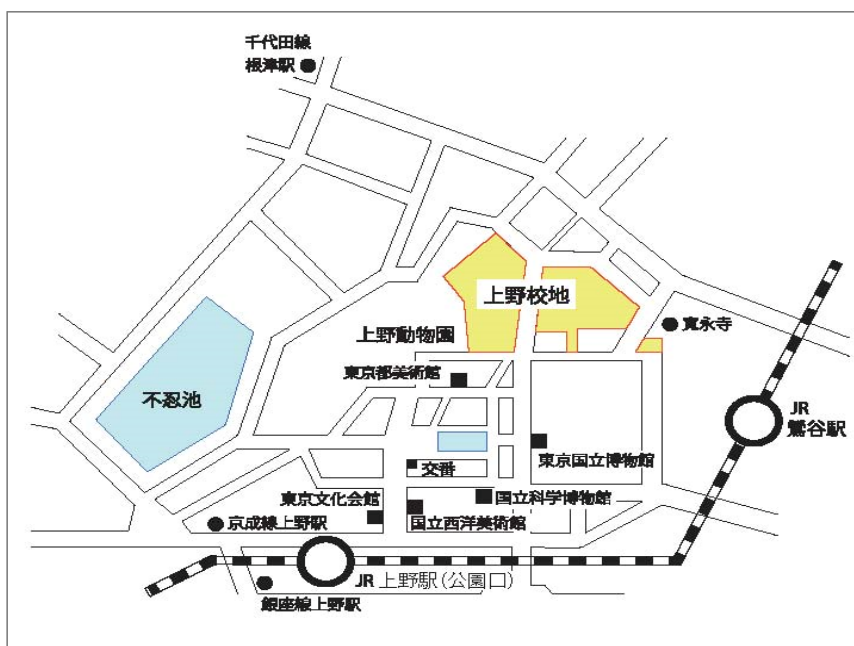 千代田線
根津駅
上野校地
寛永寺
上野動物園
東京都美術館
不忍池
JR
鶯谷駅
東京国立博物館
交番
東京文化会館
国立科学博物館
京成線上野駅
国立西洋美術館
JR 上野駅(公園口)
銀座線上野駅